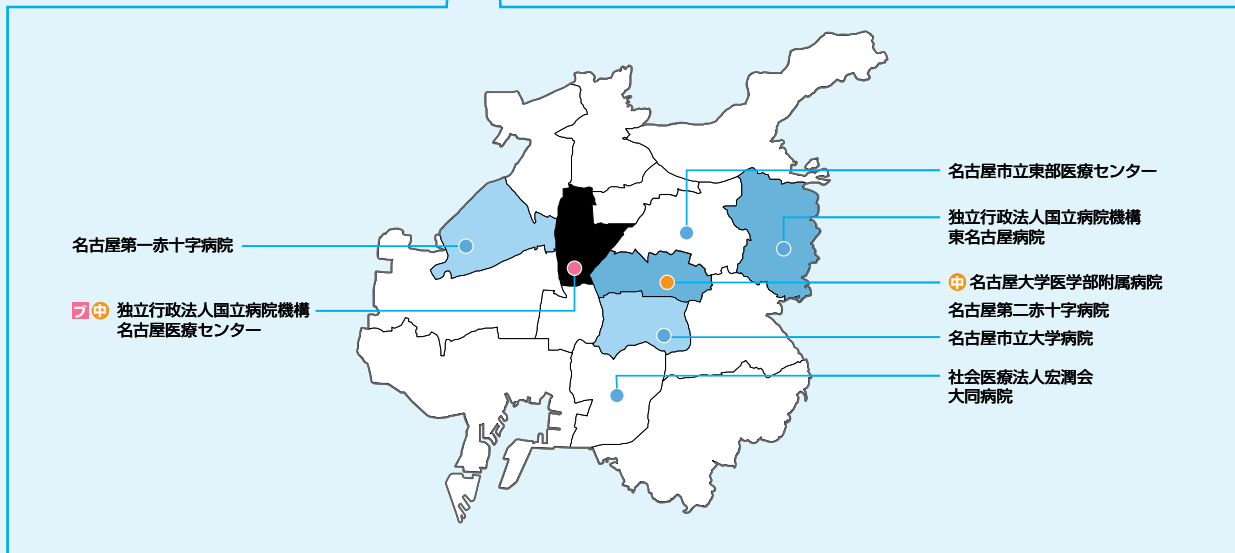 名古屋第一赤十字病院
ブ 中 独立行政法人国立病院機構
名古屋医療センター
名古屋市立東部医療センター
独立行政法人国立病院機構
東名古屋病院
中 名古屋大学医学部附属病院
名古屋第二赤十字病院
名古屋市立大学病院
社会医療法人宏潤会
大同病院